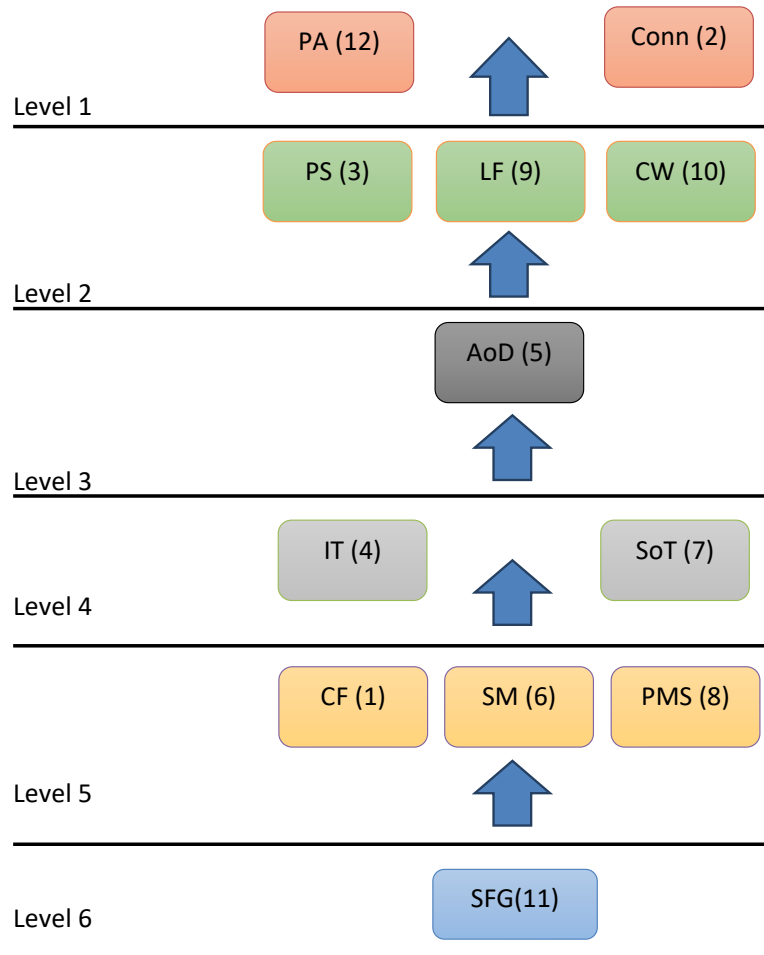 PA (12)
Conn (2)
Level 1
PS (3)
LF (9)
CW (10)
Level 2
AoD (5)
Level 3
IT (4)
SoT (7)
Level 4
CF (1)
SM (6)
PMS (8)
Level 5
SFG(11)
Level 6